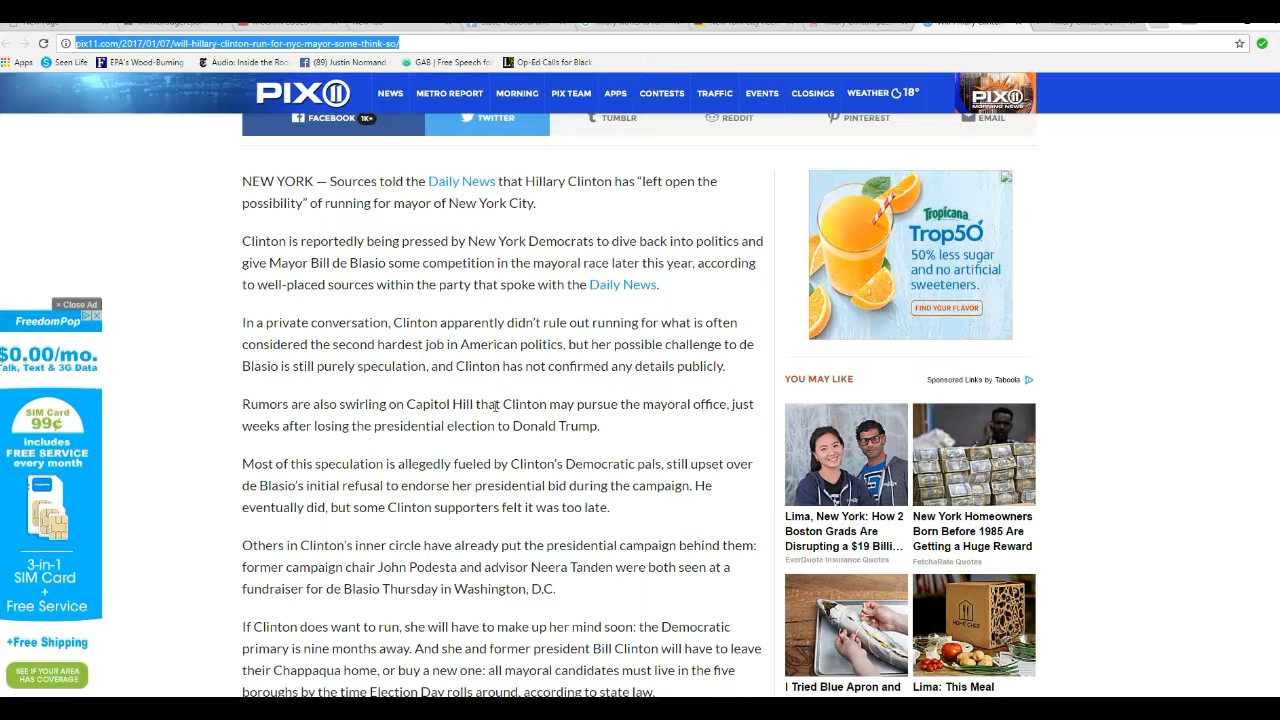 pix11.com/2017/01/07/will-hillary-clinton-run-for-nyc-mayor-some-think-so/
Apps
Seen Life
EPA's Wood-Burning
Audio: Inside the Roo
(89) Justin Normand
GAB | Free Speech fo
Op-Ed Calls for Black
PIX11
NEWS
METRO REPORT
MORNING
PIX TEAM
APPS
CONTESTS
TRAFFIC
EVENTS
CLOSINGS
WEATHER 18°
PIX11
MORNING NEWS
FACEBOOK 1K+
TWITTER
TUMBLR
REDDIT
PINTEREST
EMAIL
NEW YORK — Sources told the Daily News that Hillary Clinton has “left open the
possibility” of running for mayor of New York City.
Clinton is reportedly being pressed by New York Democrats to dive back into politics and
give Mayor Bill de Blasio some competition in the mayoral race later this year, according
to well-placed sources within the party that spoke with the Daily News.
In a private conversation, Clinton apparently didn’t rule out running for what is often
considered the second hardest job in American politics, but her possible challenge to de
Blasio is still purely speculation, and Clinton has not confirmed any details publicly.
Rumors are also swirling on Capitol Hill that Clinton may pursue the mayoral office, just
weeks after losing the presidential election to Donald Trump.
Most of this speculation is allegedly fueled by Clinton’s Democratic pals, still upset over
de Blasio’s initial refusal to endorse her presidential bid during the campaign. He
eventually did, but some Clinton supporters felt it was too late.
Others in Clinton’s inner circle have already put the presidential campaign behind them:
former campaign chair John Podesta and advisor Neera Tanden were both seen at a
fundraiser for de Blasio Thursday in Washington, D.C.
If Clinton does want to run, she will have to make up her mind soon: the Democratic
primary is nine months away. And she and former president Bill Clinton will have to leave
their Chappaqua home, or buy a new one: all mayoral candidates must live in the five
boroughs by the time Election Day rolls around, according to state law.
Tropicana
Trop50
50% less sugar
and no artificial
sweeteners.
FIND YOUR FLAVOR
YOU MAY LIKE
Sponsored Links by Taboola
Lima, New York: How 2
Boston Grads Are
Disrupting a $19 Billi...
EverQuote Insurance Quotes
New York Homeowners
Born Before 1985 Are
Getting a Huge Reward
FetchaRate Quotes
I Tried Blue Apron and
HOME CHEF
Lima: This Meal
× Close Ad
FreedomPop
$0.00/mo.
Talk, Text & 3G Data
SIM Card
99¢
Includes
FREE SERVICE
every month
3-in-1
SIM Card
+
Free Service
+Free Shipping
SEE IF YOUR AREA
HAS COVERAGE